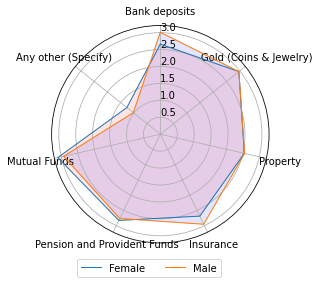 Bank deposits
3.0
2.5
2.0
1.5
1.0
0.5
Any other (Specify)
Gold (Coins & Jewelry)
Mutual Funds
Property
Pension and Provident Funds
Insurance
Female
Male